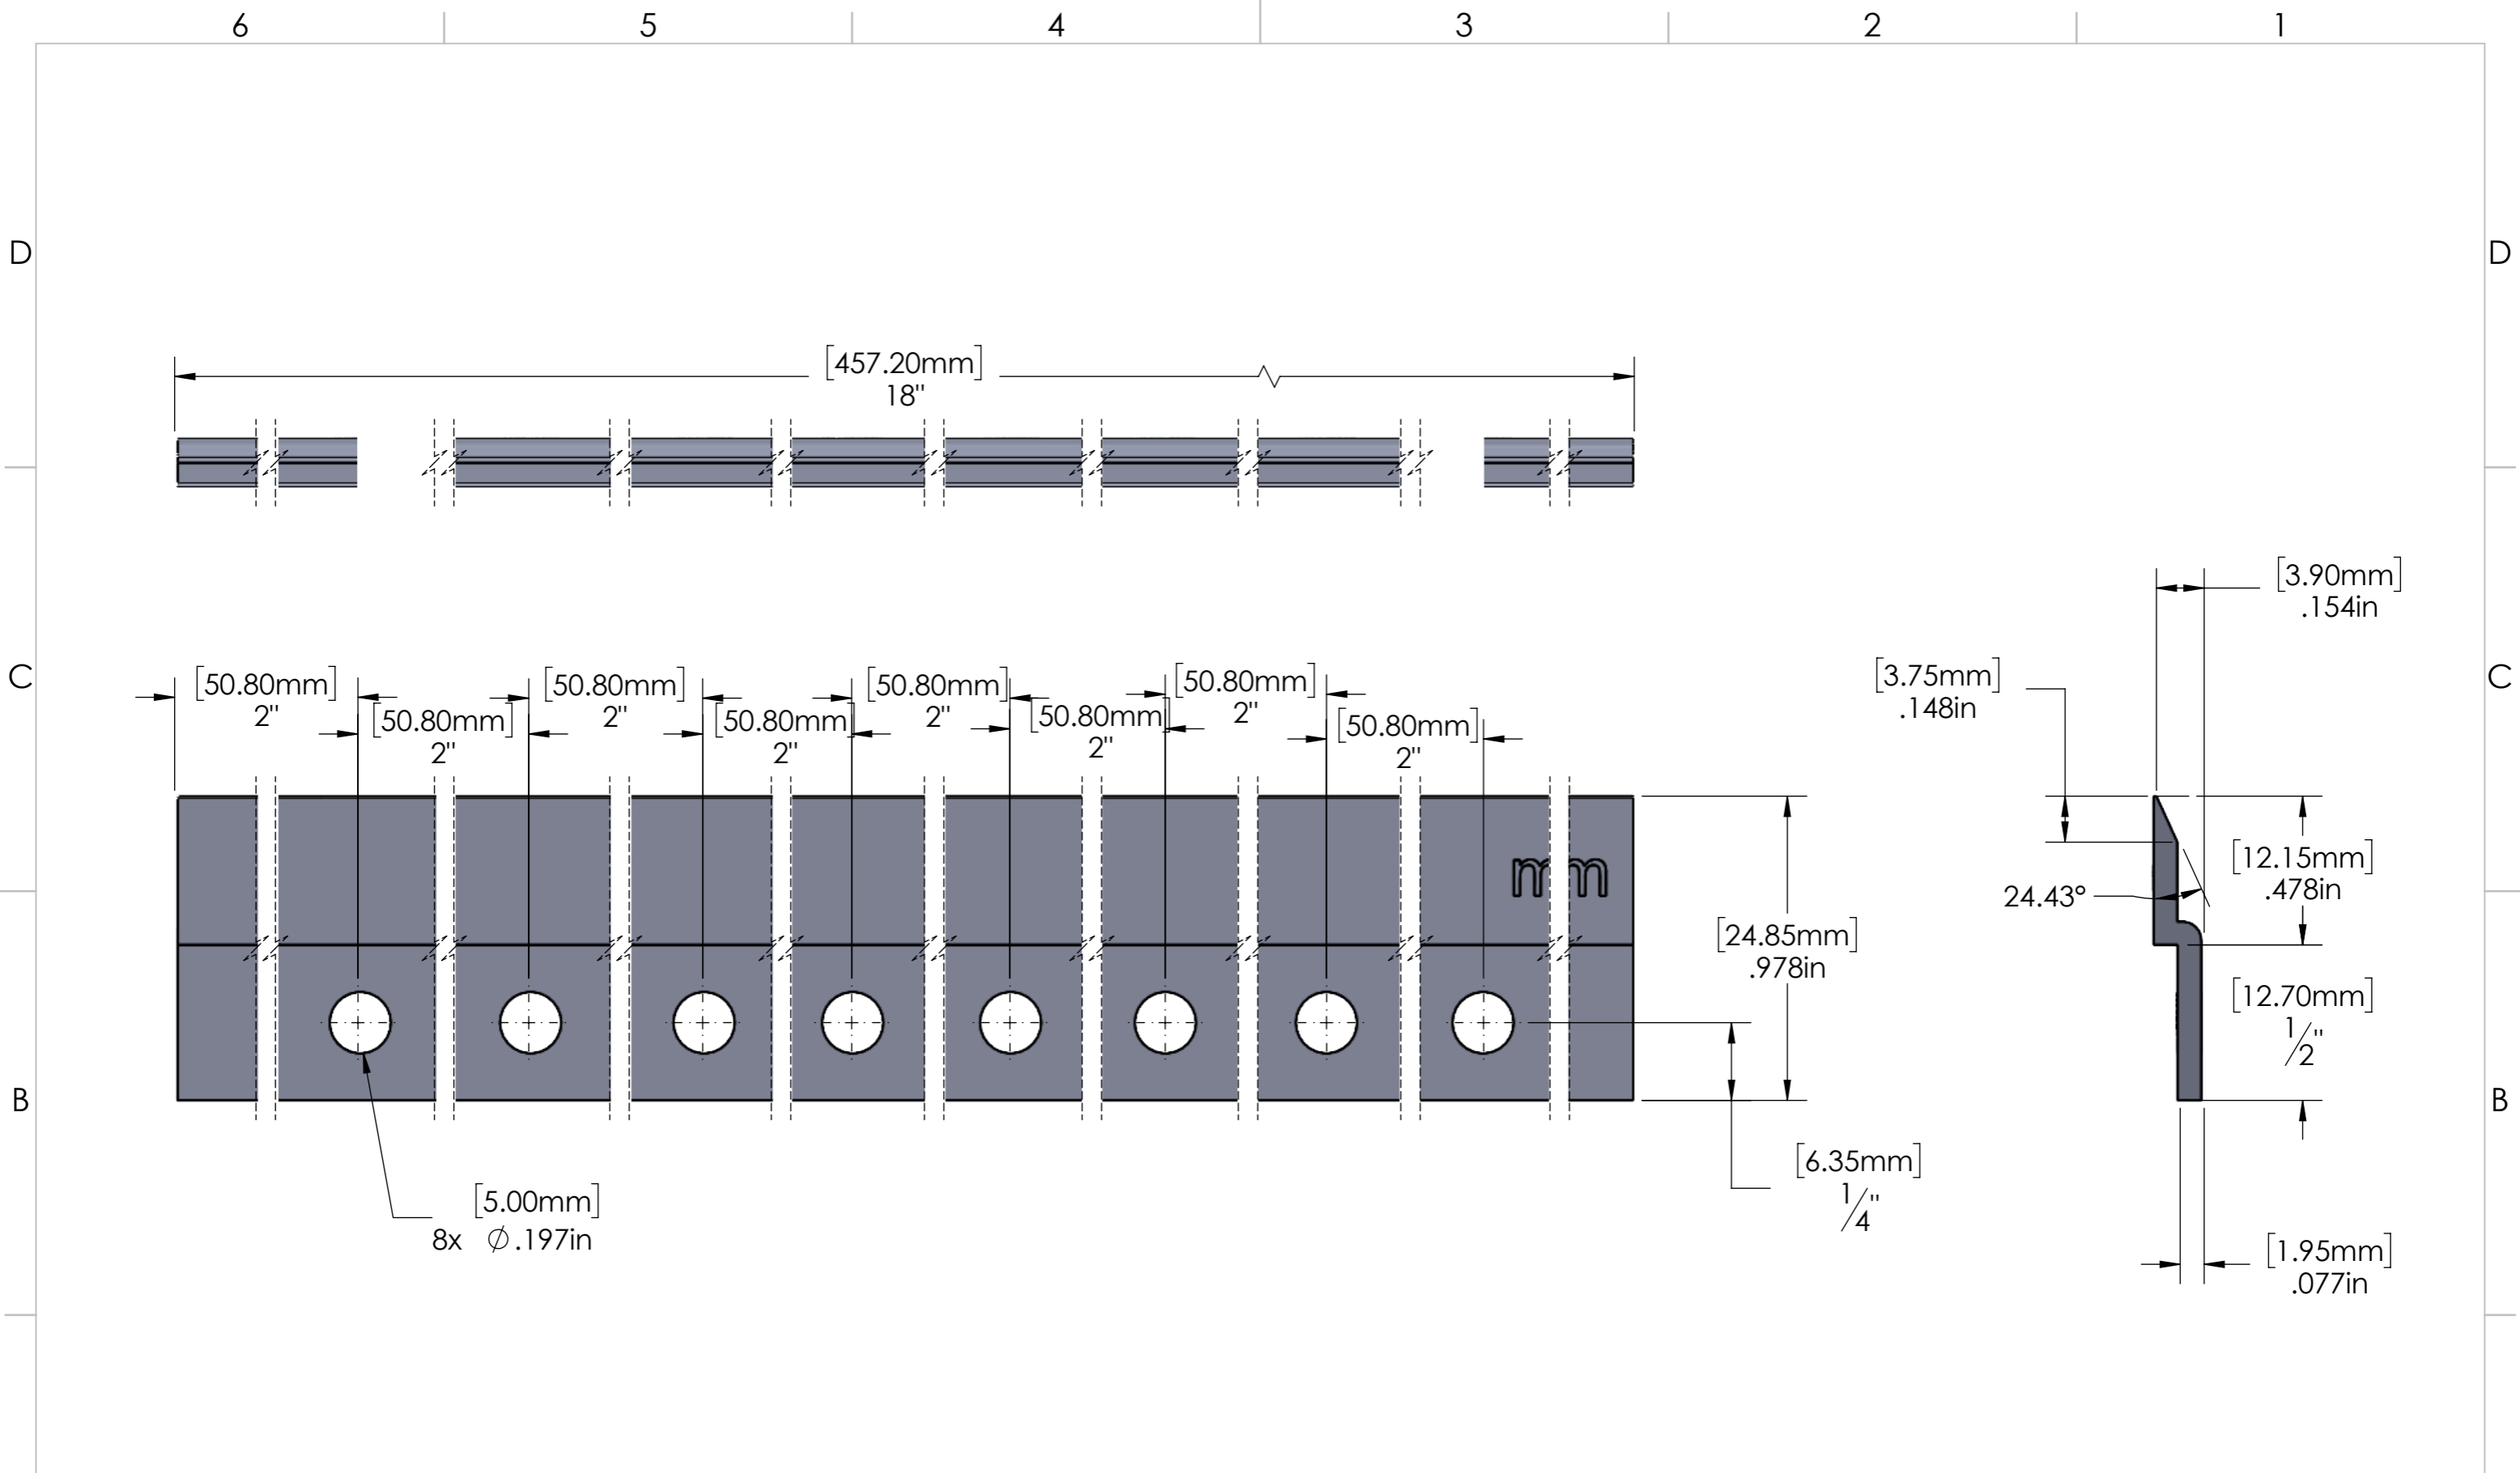 6 5 4 3 2 1
D D
[457.20mm]
18"
[3.90mm]
.154in
C C
[50.80mm]
2"
[50.80mm]
2"
[50.80mm]
2"
[50.80mm]
2"
[50.80mm]
2"
[50.80mm]
2"
[50.80mm]
2"
[50.80mm]
2"
[3.75mm]
.148in
mm
[12.15mm]
.478in
24.43°
[24.85mm]
.978in
[12.70mm]
1/2"
B B
[6.35mm]
1/4"
[5.00mm]
8x ∅.197in
[1.95mm]
.077in